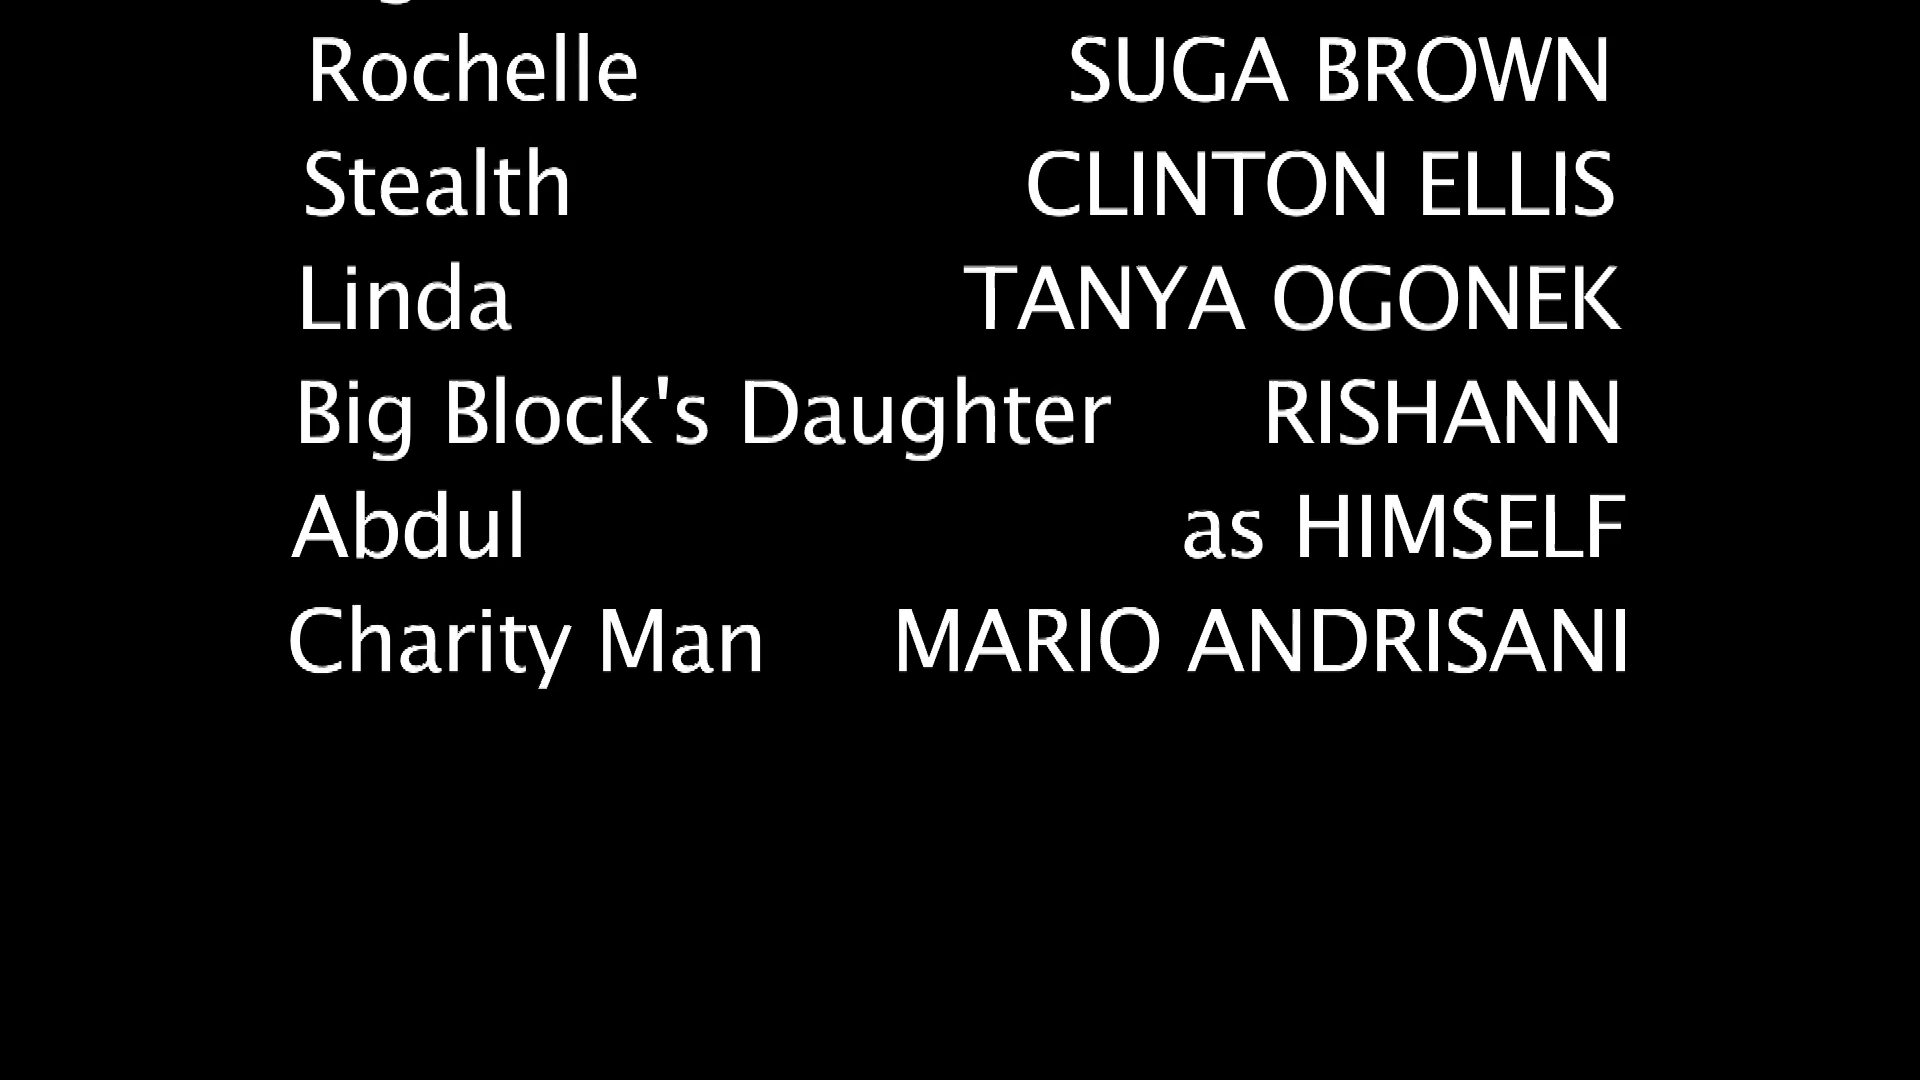 Rochelle SUGA BROWN
Stealth CLINTON ELLIS
Linda TANYA OGONEK
Big Block's Daughter RISHANN
Abdul as HIMSELF
Charity Man MARIO ANDRISANI